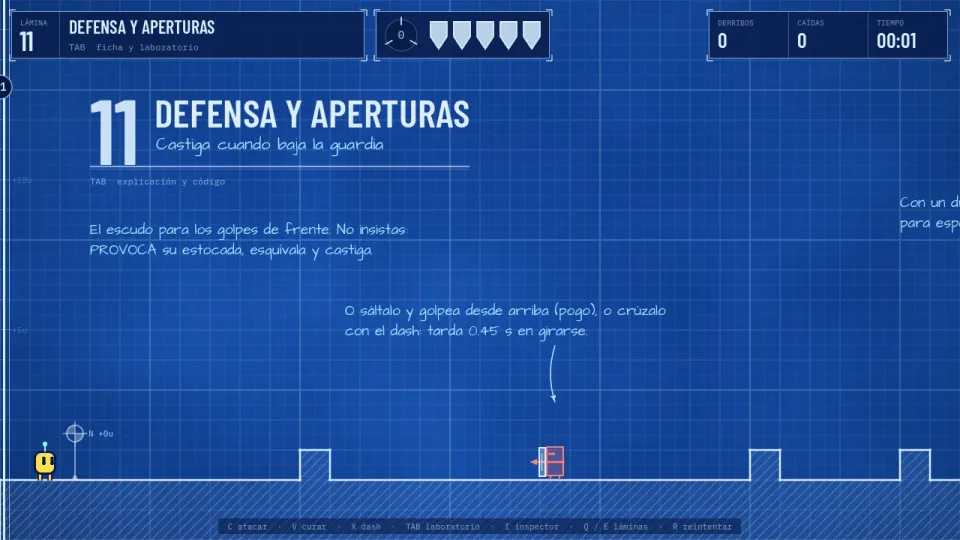 LÁMINA
11
DEFENSA Y APERTURAS
TAB ficha y laboratorio
0
DERRIBOS
0
CAÍDAS
0
TIEMPO
00:01
1
11
DEFENSA Y APERTURAS
Castiga cuando baja la guardia
TAB explicación y código
+10u
El escudo para los golpes de frente. No insistas:
PROVOCA su estocada, esquívala y castiga.
Con un d
para esp
O sáltalo y golpea desde arriba (pogo), o crúzalo
con el dash: tarda 0.45 s en girarse.
+5u
N +0u
C atacar · V curar · X dash · TAB laboratorio · I inspector · Q / E láminas · R reintentar